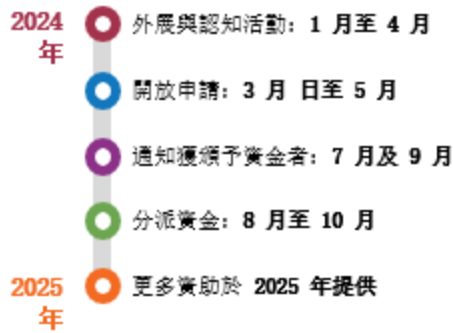 2024
年
外展與認知活動：1 月至 4 月
開放申請：3 月 日至 5 月
通知獲頒予資金者：7 月及 9 月
分派資金：8 月至 10 月
2025
年
更多資助於 2025 年提供